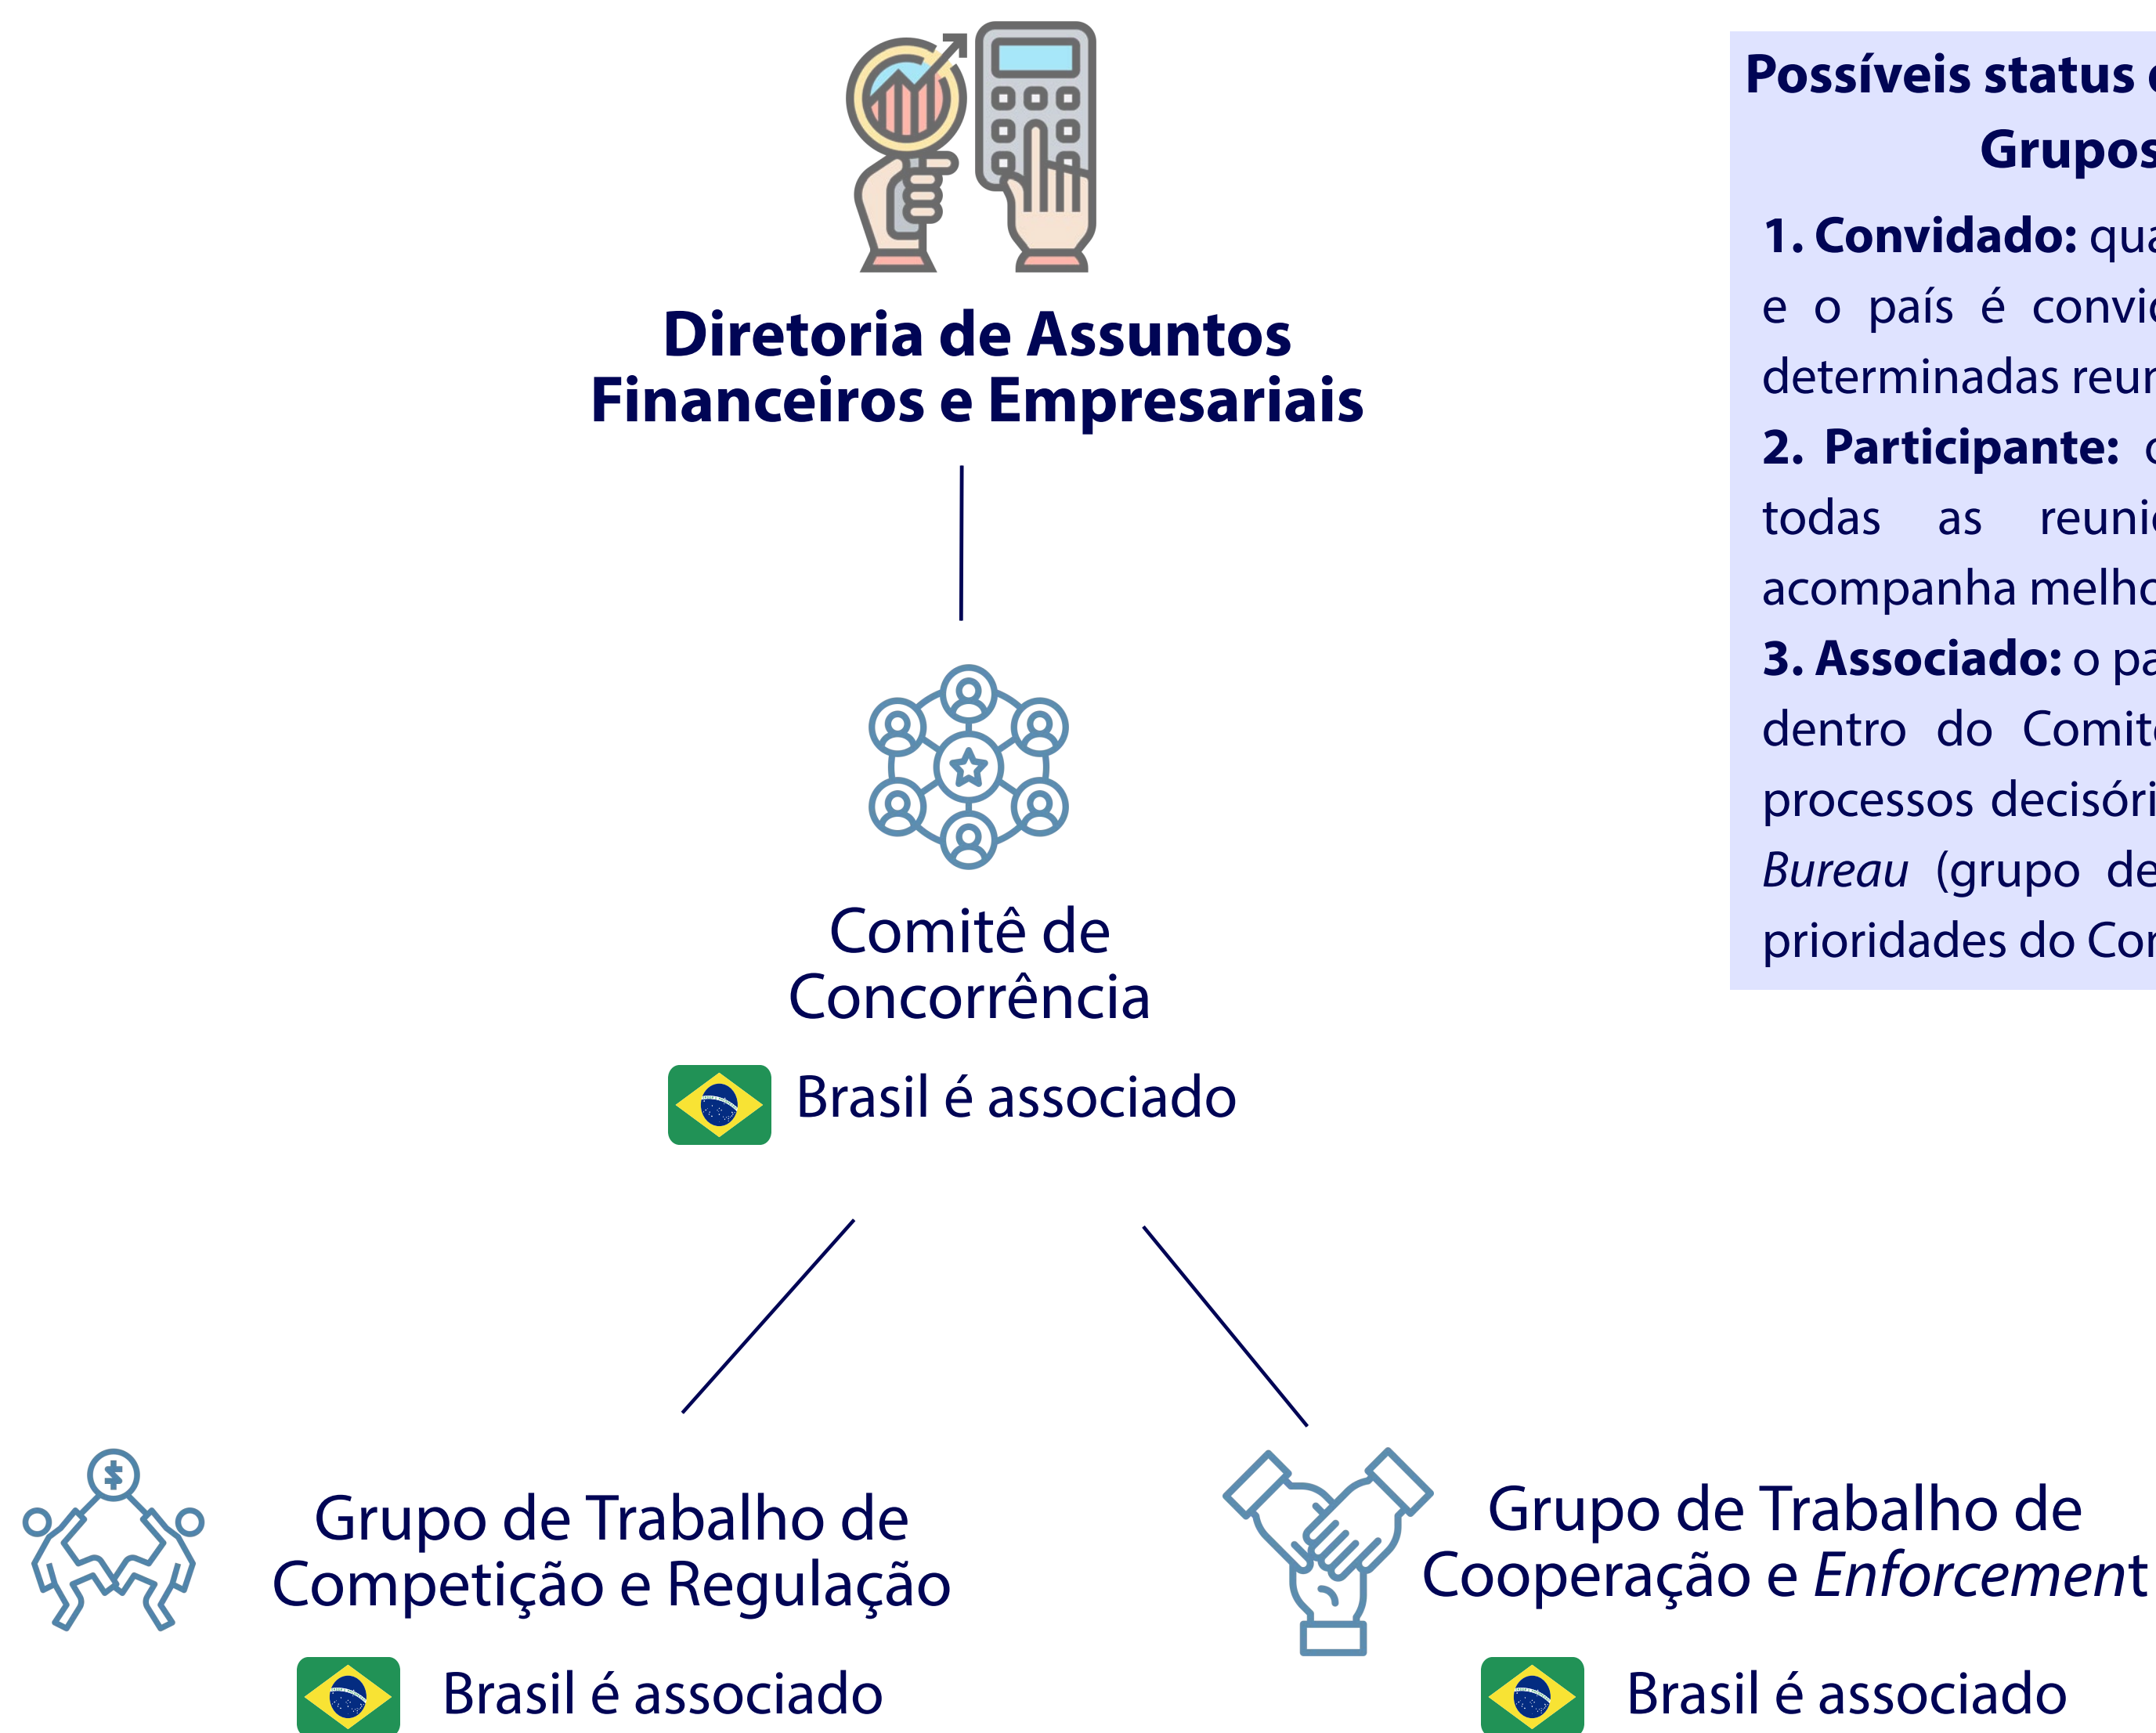 Diretoria de Assuntos
Financeiros e Empresariais
Comitê de
Concorrência
Brasil é associado
Grupo de Trabalho de
Competição e Regulação
Brasil é associado
Grupo de Trabalho de
Cooperação e Enforcement
Brasil é associado
Possíveis status
Grupos
1. Convidado:
e o país é
determinadas
2. Participante:
todas as
acompanha
3. Associado: o
dentro do
processos
Bureau (grupo de
prioridades do